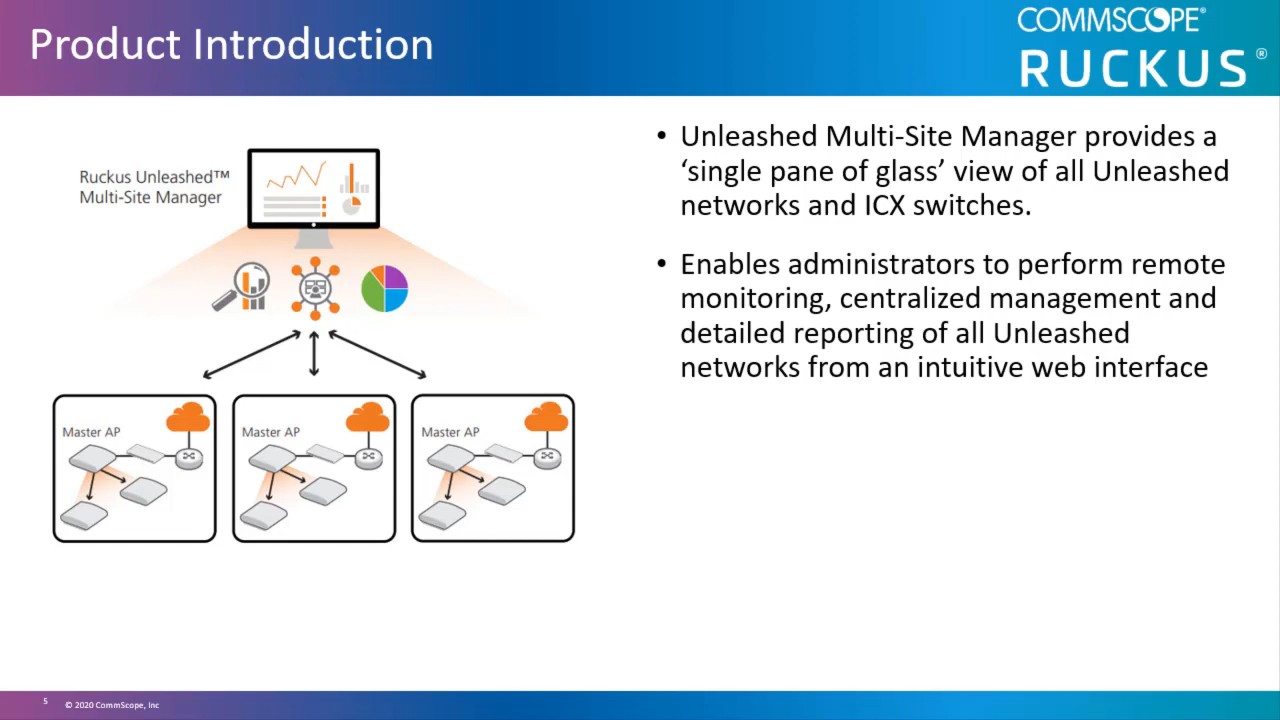 Product Introduction
COMMSCOPE®
RUCKUS®
Ruckus Unleashed™
Multi-Site Manager
Master AP
Master AP
Master AP
• Unleashed Multi-Site Manager provides a
‘single pane of glass’ view of all Unleashed
networks and ICX switches.
• Enables administrators to perform remote
monitoring, centralized management and
detailed reporting of all Unleashed
networks from an intuitive web interface
5
© 2020 CommScope, Inc